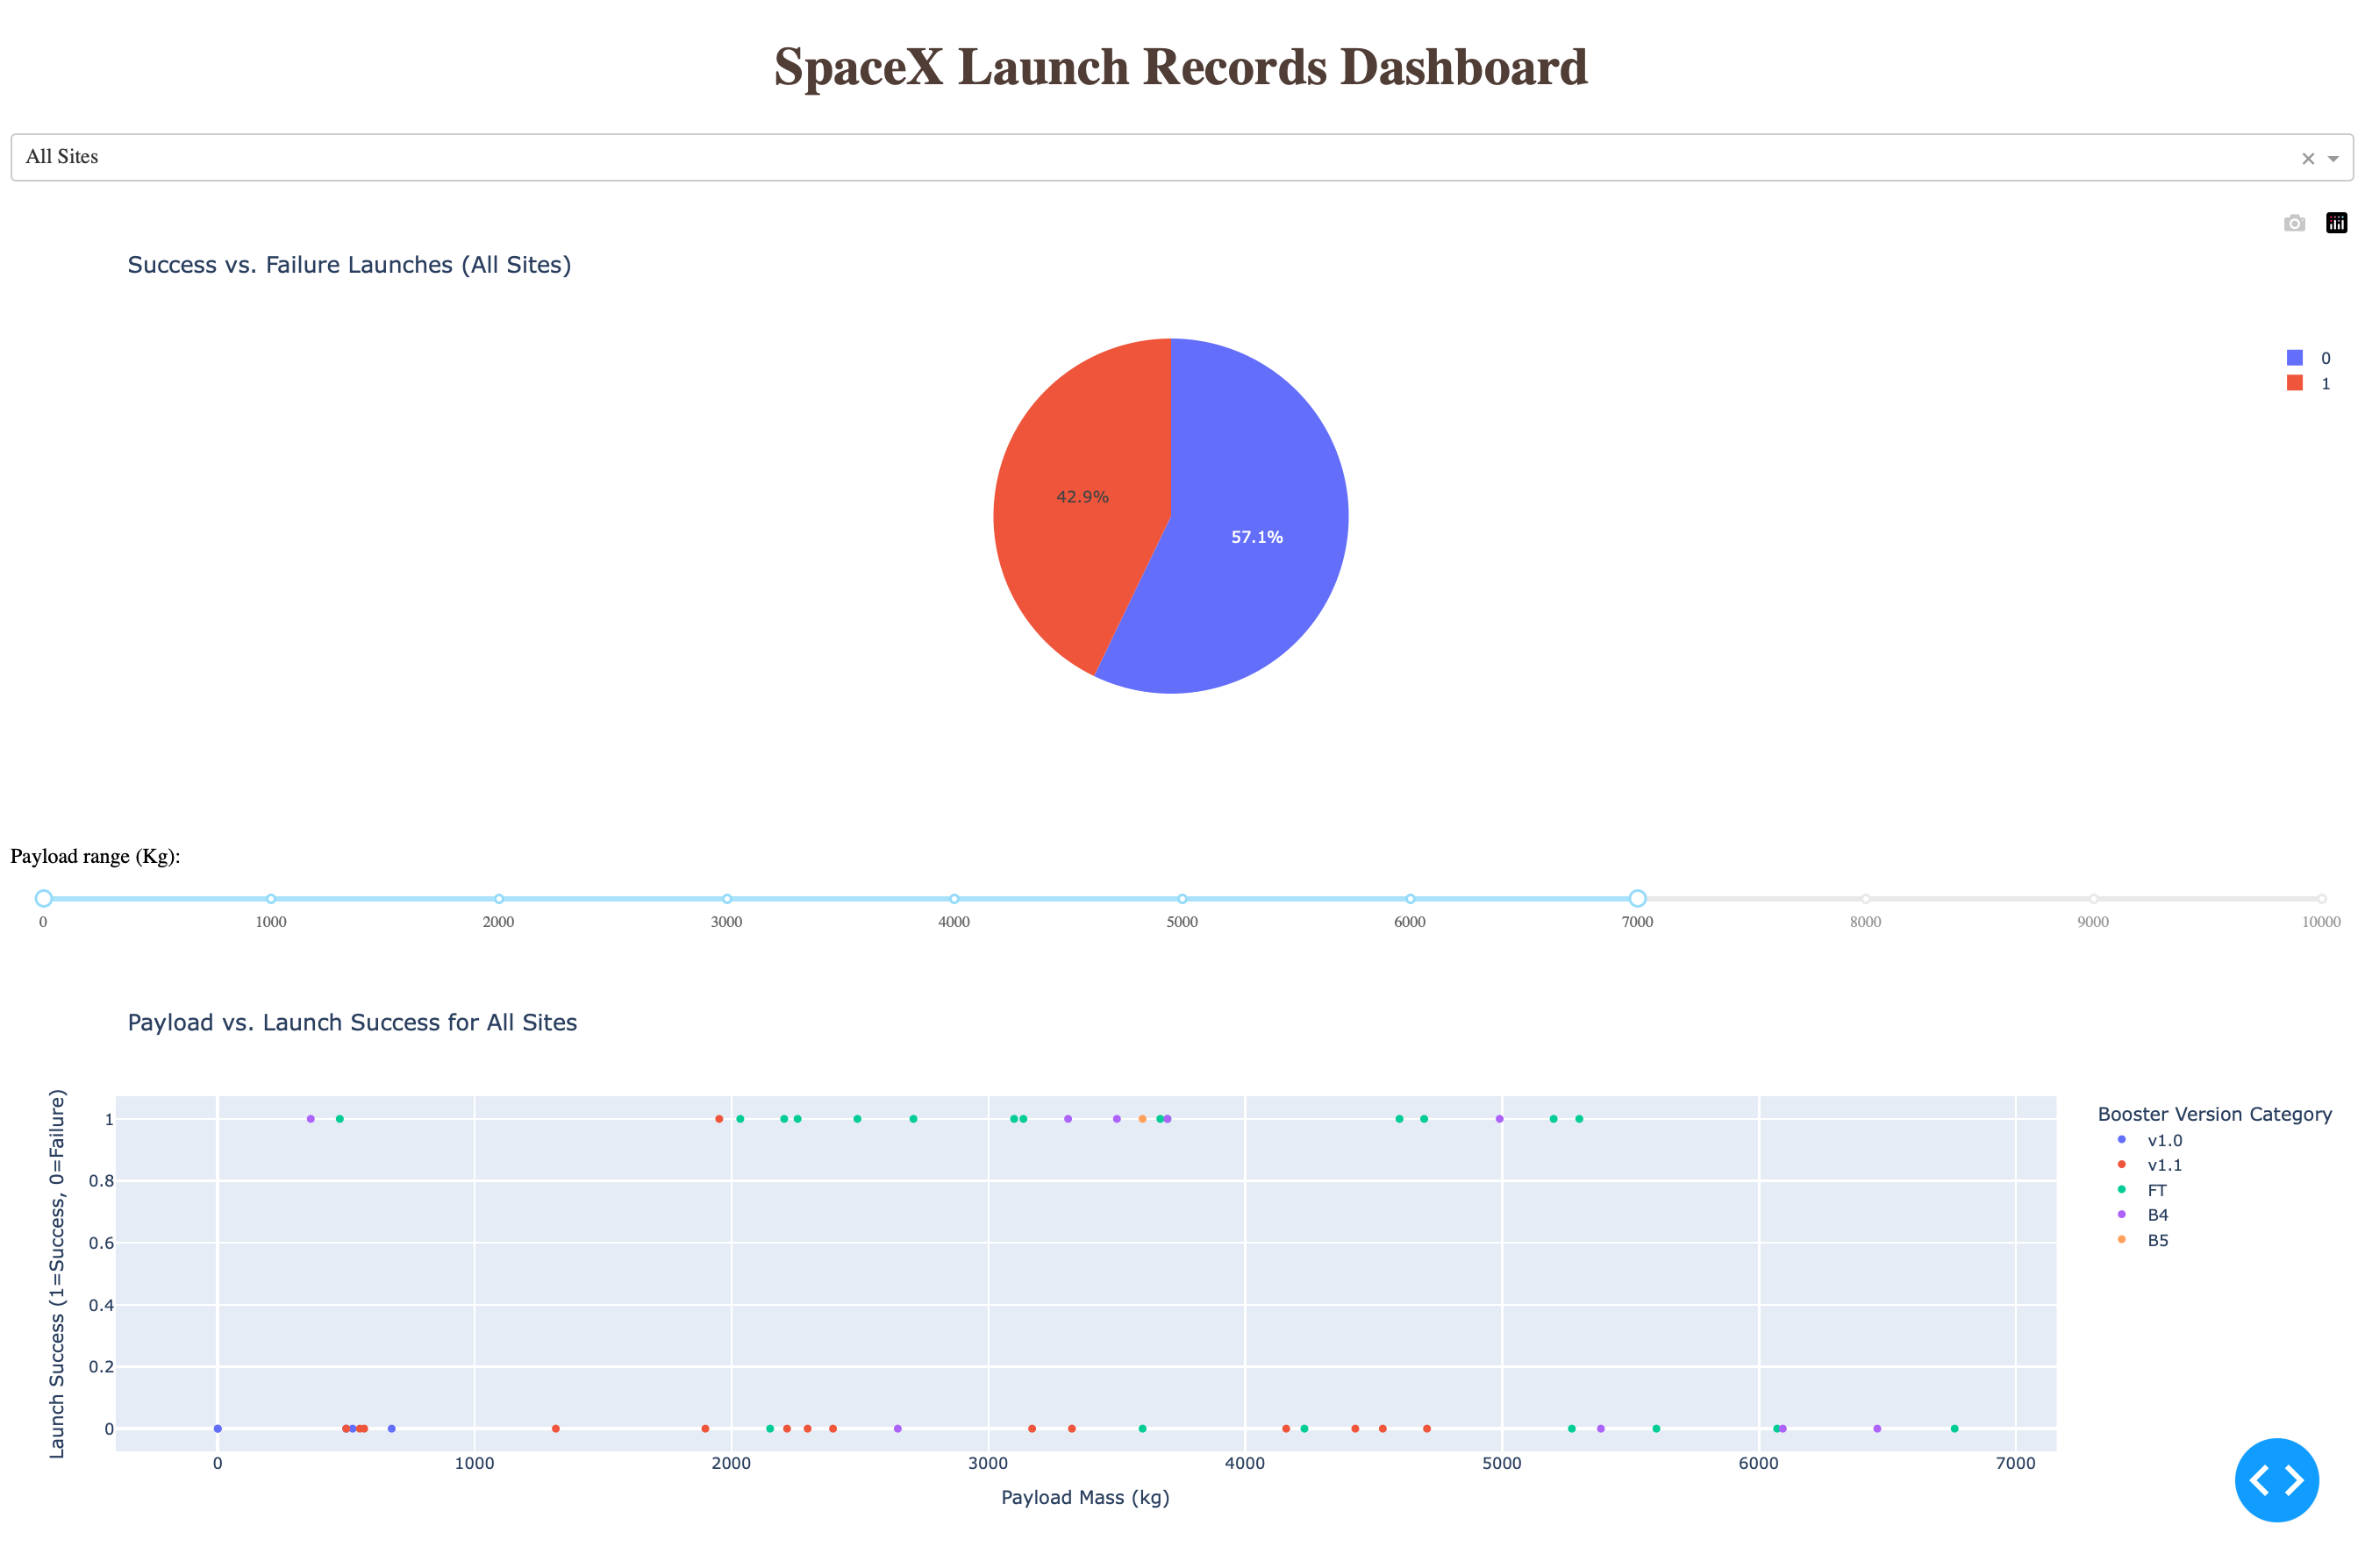 SpaceX Launch Records Dashboard
All Sites
Success vs. Failure Launches (All Sites)
0
1
42.9%
57.1%
Payload range (Kg):
0 1000 2000 3000 4000 5000 6000 7000 8000 9000 10000
Payload vs. Launch Success for All Sites
Launch Success (1=Success, 0=Failure)
1
0.8
0.6
0.4
0.2
0
0 1000 2000 3000 4000 5000 6000 7000
Payload Mass (kg)
Booster Version Category
v1.0
v1.1
FT
B4
B5